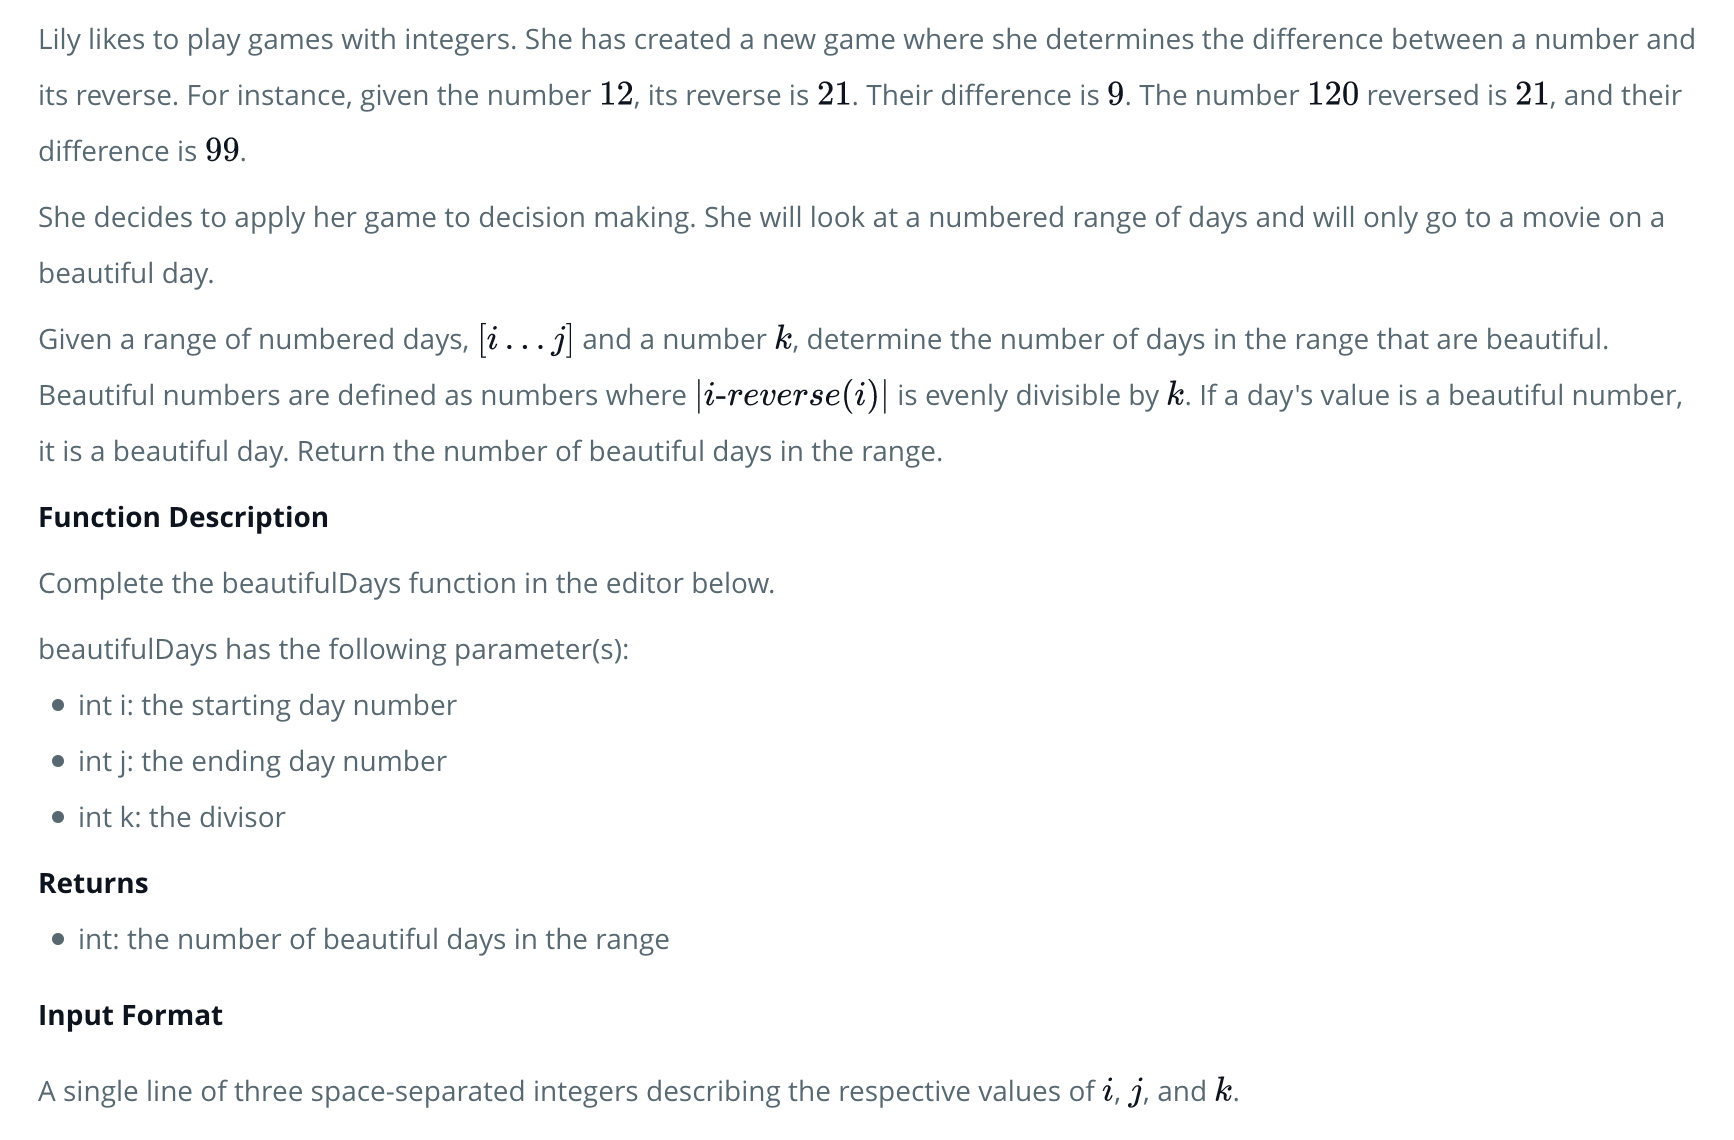 Lily likes to play games with integers. She has created a new game where she determines the difference between a number and
its reverse. For instance, given the number 12, its reverse is 21. Their difference is 9. The number 120 reversed is 21, and their
difference is 99.
She decides to apply her game to decision making. She will look at a numbered range of days and will only go to a movie on a
beautiful day.
Given a range of numbered days, [i . . . j] and a number k, determine the number of days in the range that are beautiful.
Beautiful numbers are defined as numbers where |i-reverse(i)| is evenly divisible by k. If a day's value is a beautiful number,
it is a beautiful day. Return the number of beautiful days in the range.
Function Description
Complete the beautifulDays function in the editor below.
beautifulDays has the following parameter(s):
• int i: the starting day number
• int j: the ending day number
• int k: the divisor
Returns
• int: the number of beautiful days in the range
Input Format
A single line of three space-separated integers describing the respective values of i, j, and k.